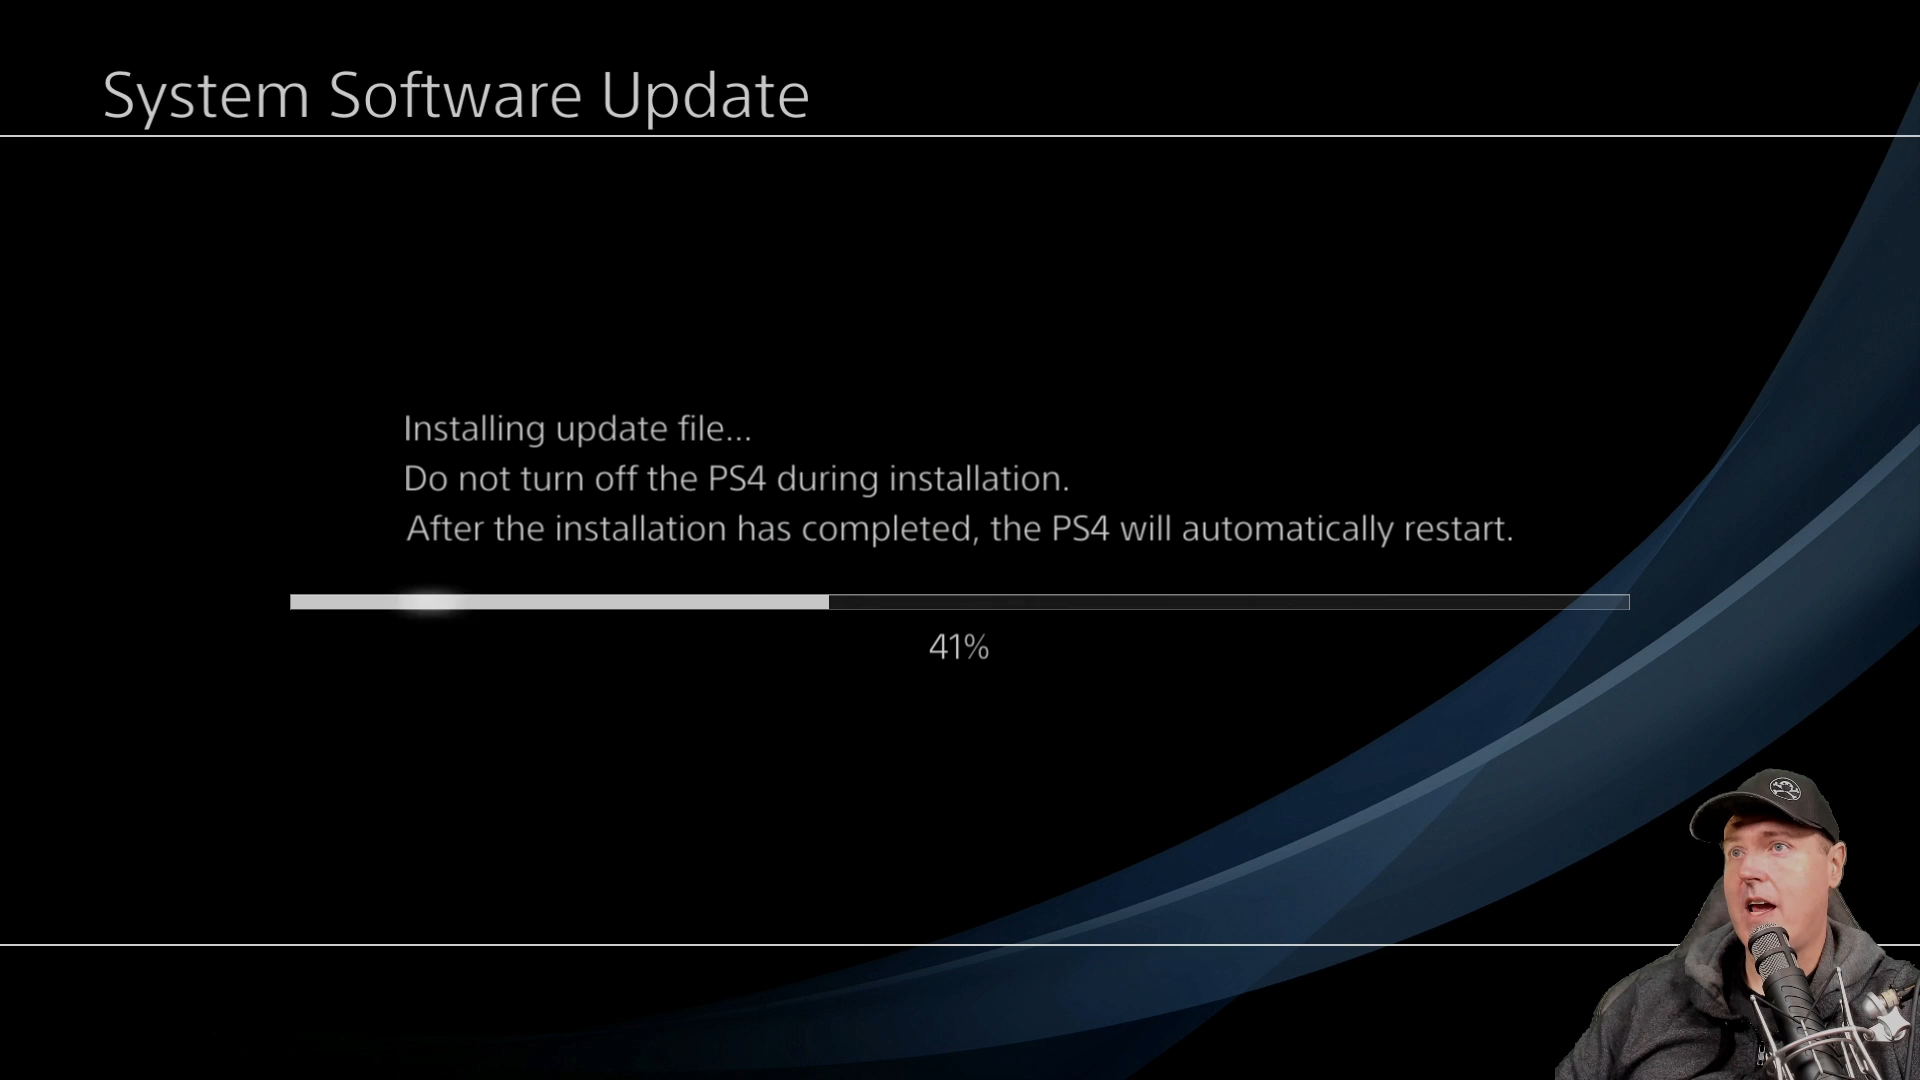 System Software Update
Installing update file...
Do not turn off the PS4 during installation.
After the installation has completed, the PS4 will automatically restart.
41%